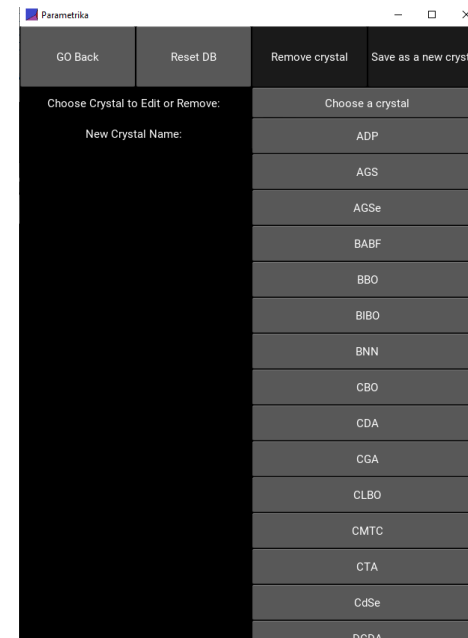 Parametrika
GO Back
Reset DB
Remove crystal
Save as a new cryst
Choose Crystal to Edit or Remove:
Choose a crystal
New Crystal Name:
ADP
AGS
AGSe
BABF
BBO
BIBO
BNN
CBO
CDA
CGA
CLBO
CMTC
CTA
CdSe
DCDA